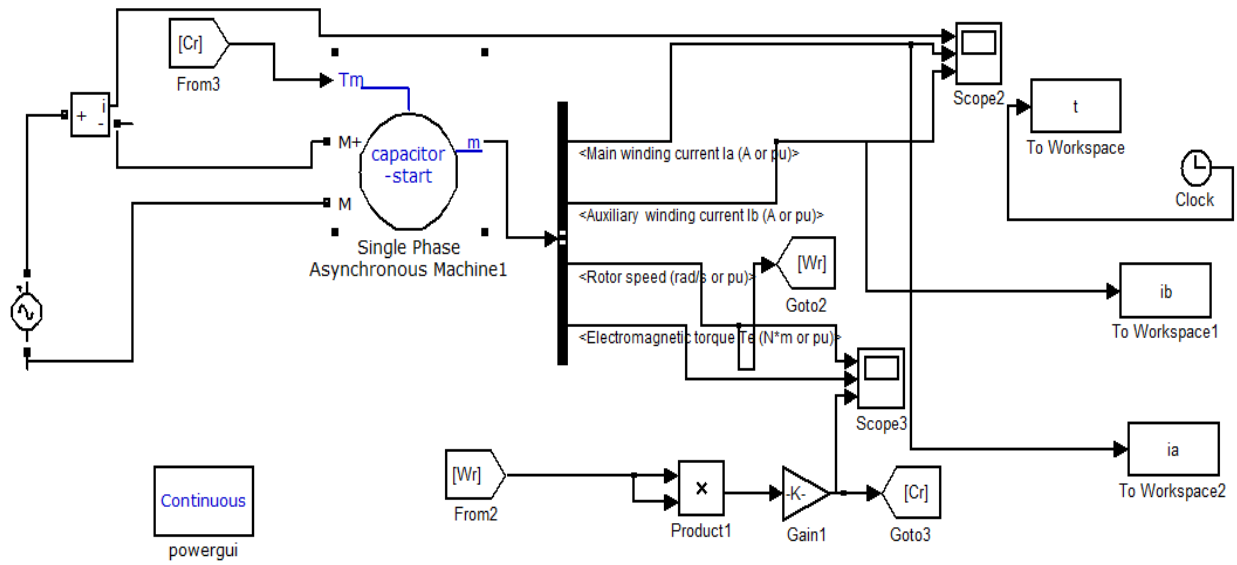 [Cr]
From3
Tm
+
i
-
M+
M
m
capacitor
-start
Single Phase
Asynchronous Machine1
<Main winding current Ia (A or pu)>
<Auxiliary winding current Ib (A or pu)>
<Rotor speed (rad/s or pu)>
<Electromagnetic torque Te (N*m or pu)>
Scope2
t
To Workspace
Clock
[Wr]
Goto2
ib
To Workspace1
Scope3
ia
To Workspace2
Continuous
powergui
[Wr]
From2
×
Product1
-K-
Gain1
[Cr]
Goto3